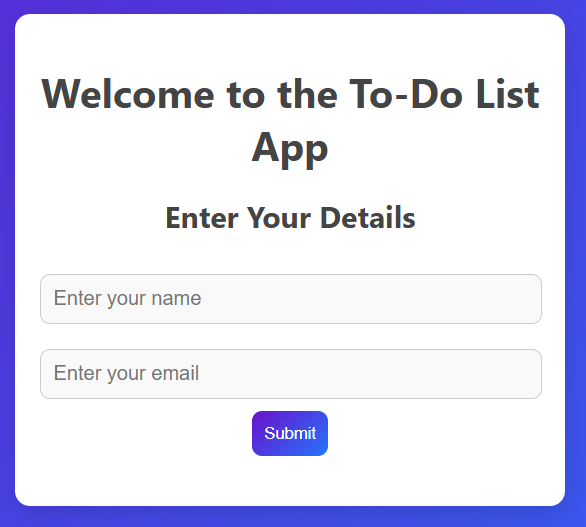 Welcome to the To-Do List
App
Enter Your Details
Enter your name
Enter your email
Submit